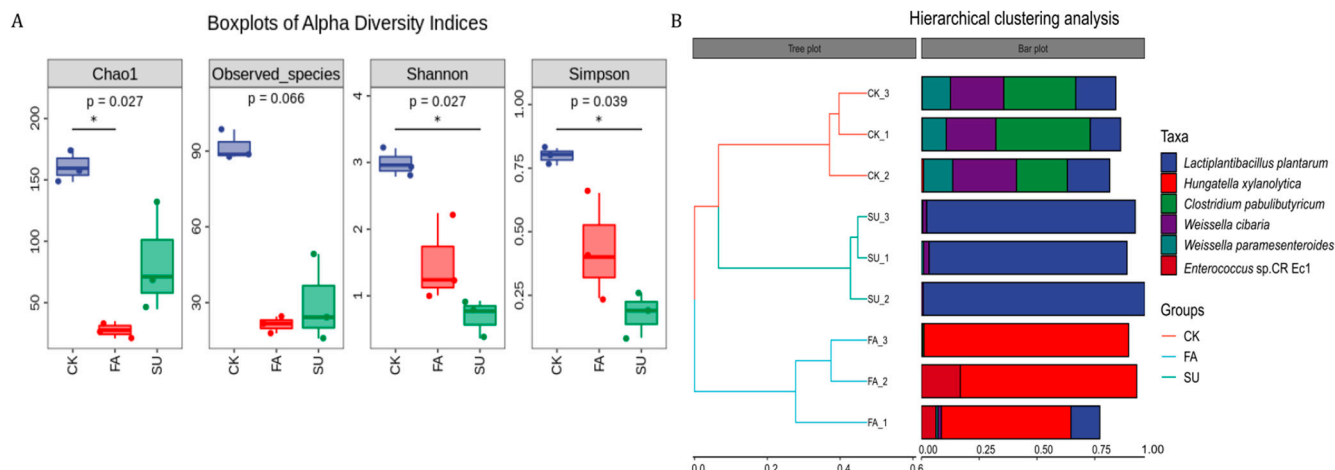 A
Boxplots of Alpha Diversity Indices
Chao1
p = 0.027
*
200
150
100
50
CK
FA
SU
Observed_species
p = 0.066
90
60
30
CK
FA
SU
Shannon
p = 0.027
*
4
3
2
1
CK
FA
SU
Simpson
p = 0.039
*
1.00
0.75
0.50
0.25
CK
FA
SU
B
Hierarchical clustering analysis
Tree plot
Bar plot
CK_3
CK_1
CK_2
SU_3
SU_1
SU_2
FA_3
FA_2
FA_1
0.0 0.2 0.4 0.6
0.00 0.25 0.50 0.75 1.00
Taxa
Lactiplantibacillus plantarum
Hungatella xylanolytica
Clostridium pabulibutyricum
Weissella cibaria
Weissella paramesenteroides
Enterococcus sp.CR Ec1
Groups
CK
FA
SU